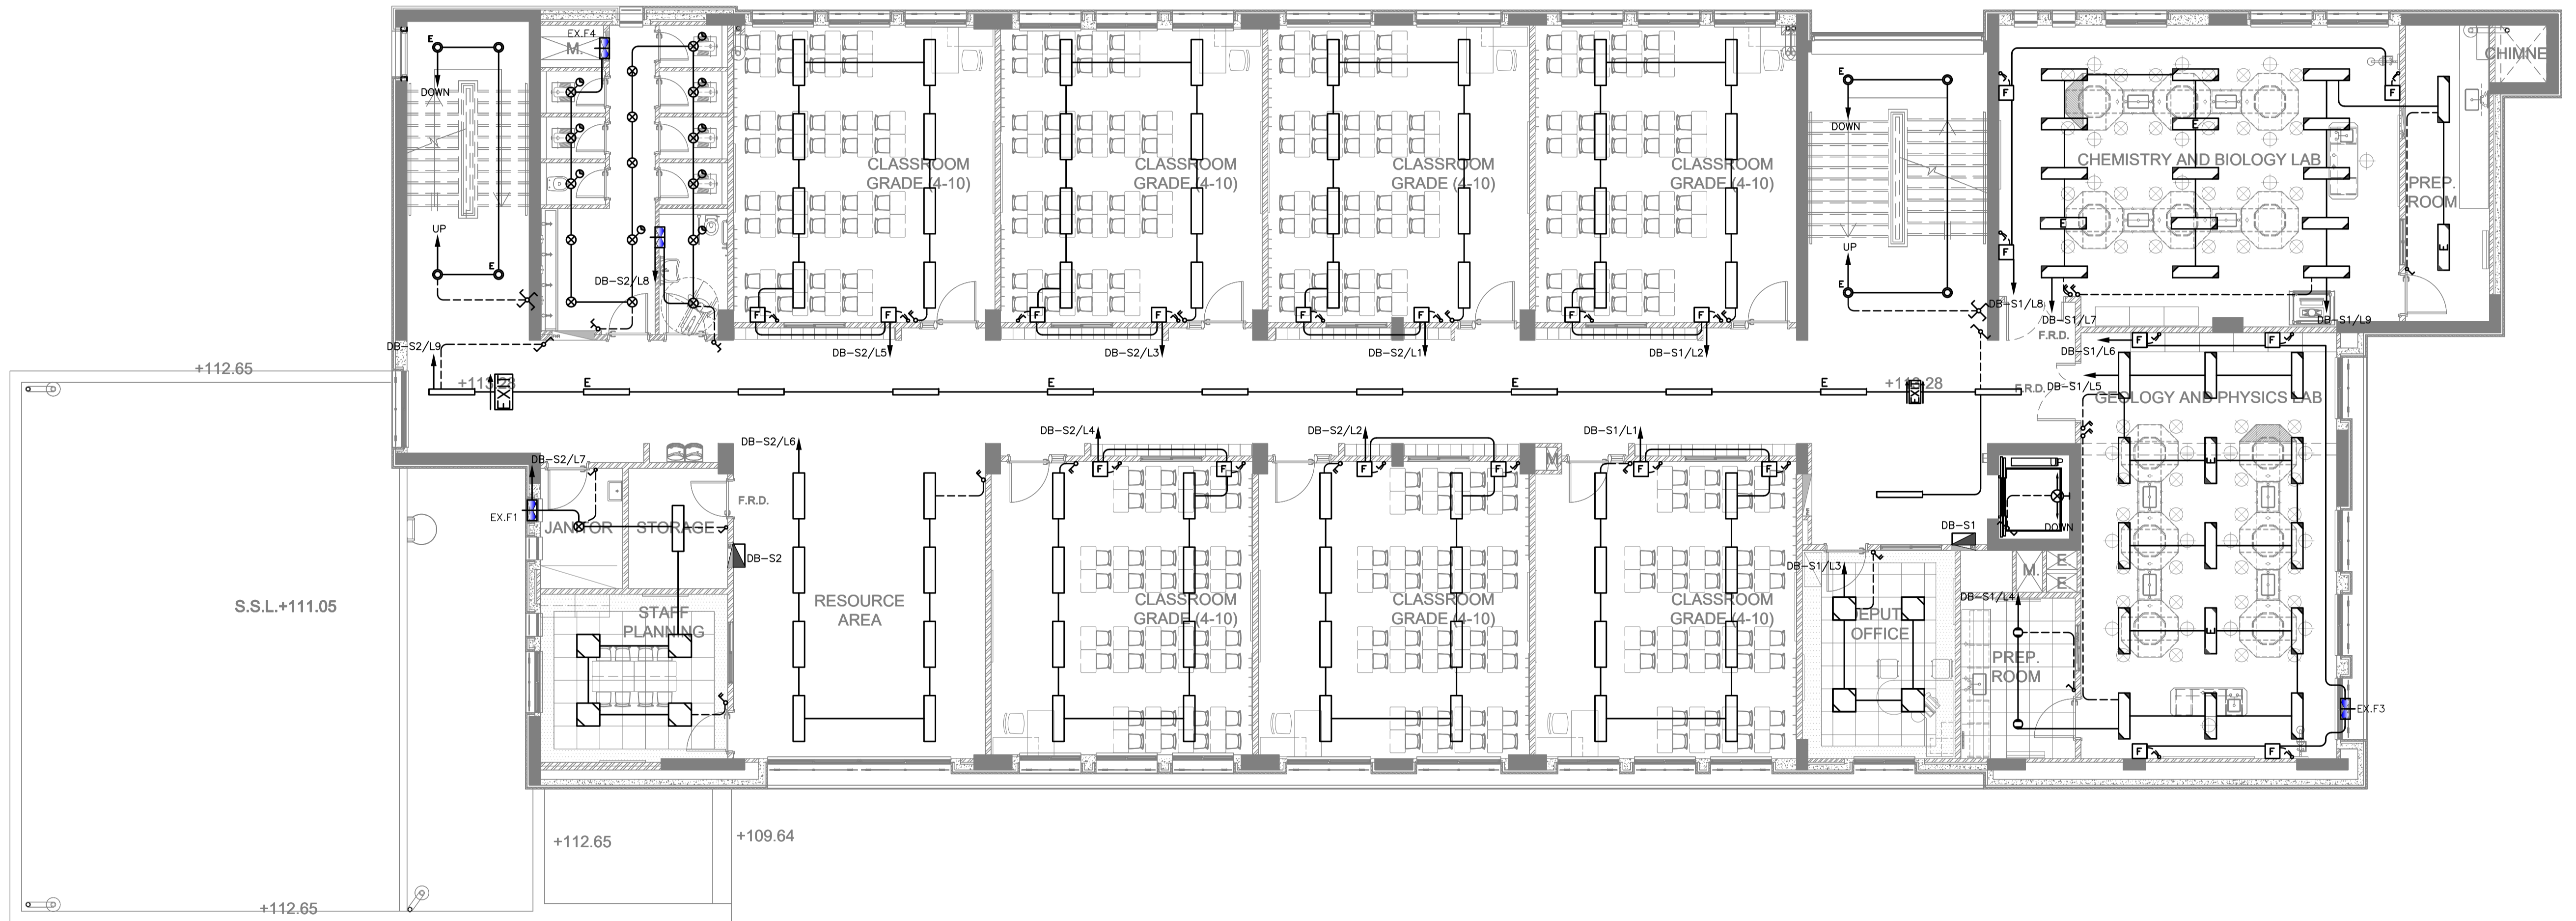 EX.F4
M.
E
E
CHIMNE
DOWN
DOWN
CLASSROOM
GRADE (4-10)
CLASSROOM
GRADE (4-10)
CLASSROOM
GRADE (4-10)
CLASSROOM
GRADE (4-10)
E
CHEMISTRY AND BIOLOGY LAB
PREP.
ROOM
F
F
F
UP
UP
E
E
E
E
DB-S2/L8
DB-S1/L8
DB-S1/L7
DB-S1/L9
F
F
F
F
F
F
F
F
F.R.D.
DB-S2/L9
DB-S2/L5
DB-S2/L3
DB-S2/L1
DB-S1/L2
DB-S1/L6
F
F
+112.65
EXIT
E
E
E
E
EXIT
+113.28
F.R.D.
DB-S1/L5
GEOLOGY AND PHYSICS LAB
DB-S2/L7
DB-S2/L6
DB-S2/L4
DB-S2/L2
DB-S1/L1
M
F
F
F
F
F
F
E
F.R.D.
EX.F1
JANITOR
STORAGE
DB-S2
DB-S1
DOWN
E
DB-S1/L3
M.
E
E
DB-S1/L4
S.S.L.+111.05
STAFF
PLANNING
RESOURCE
AREA
CLASSROOM
GRADE (4-10)
CLASSROOM
GRADE (4-10)
CLASSROOM
GRADE (4-10)
DEPUT
OFFICE
PREP.
ROOM
E
EX.F3
F
F
+112.65
+109.64
+112.65